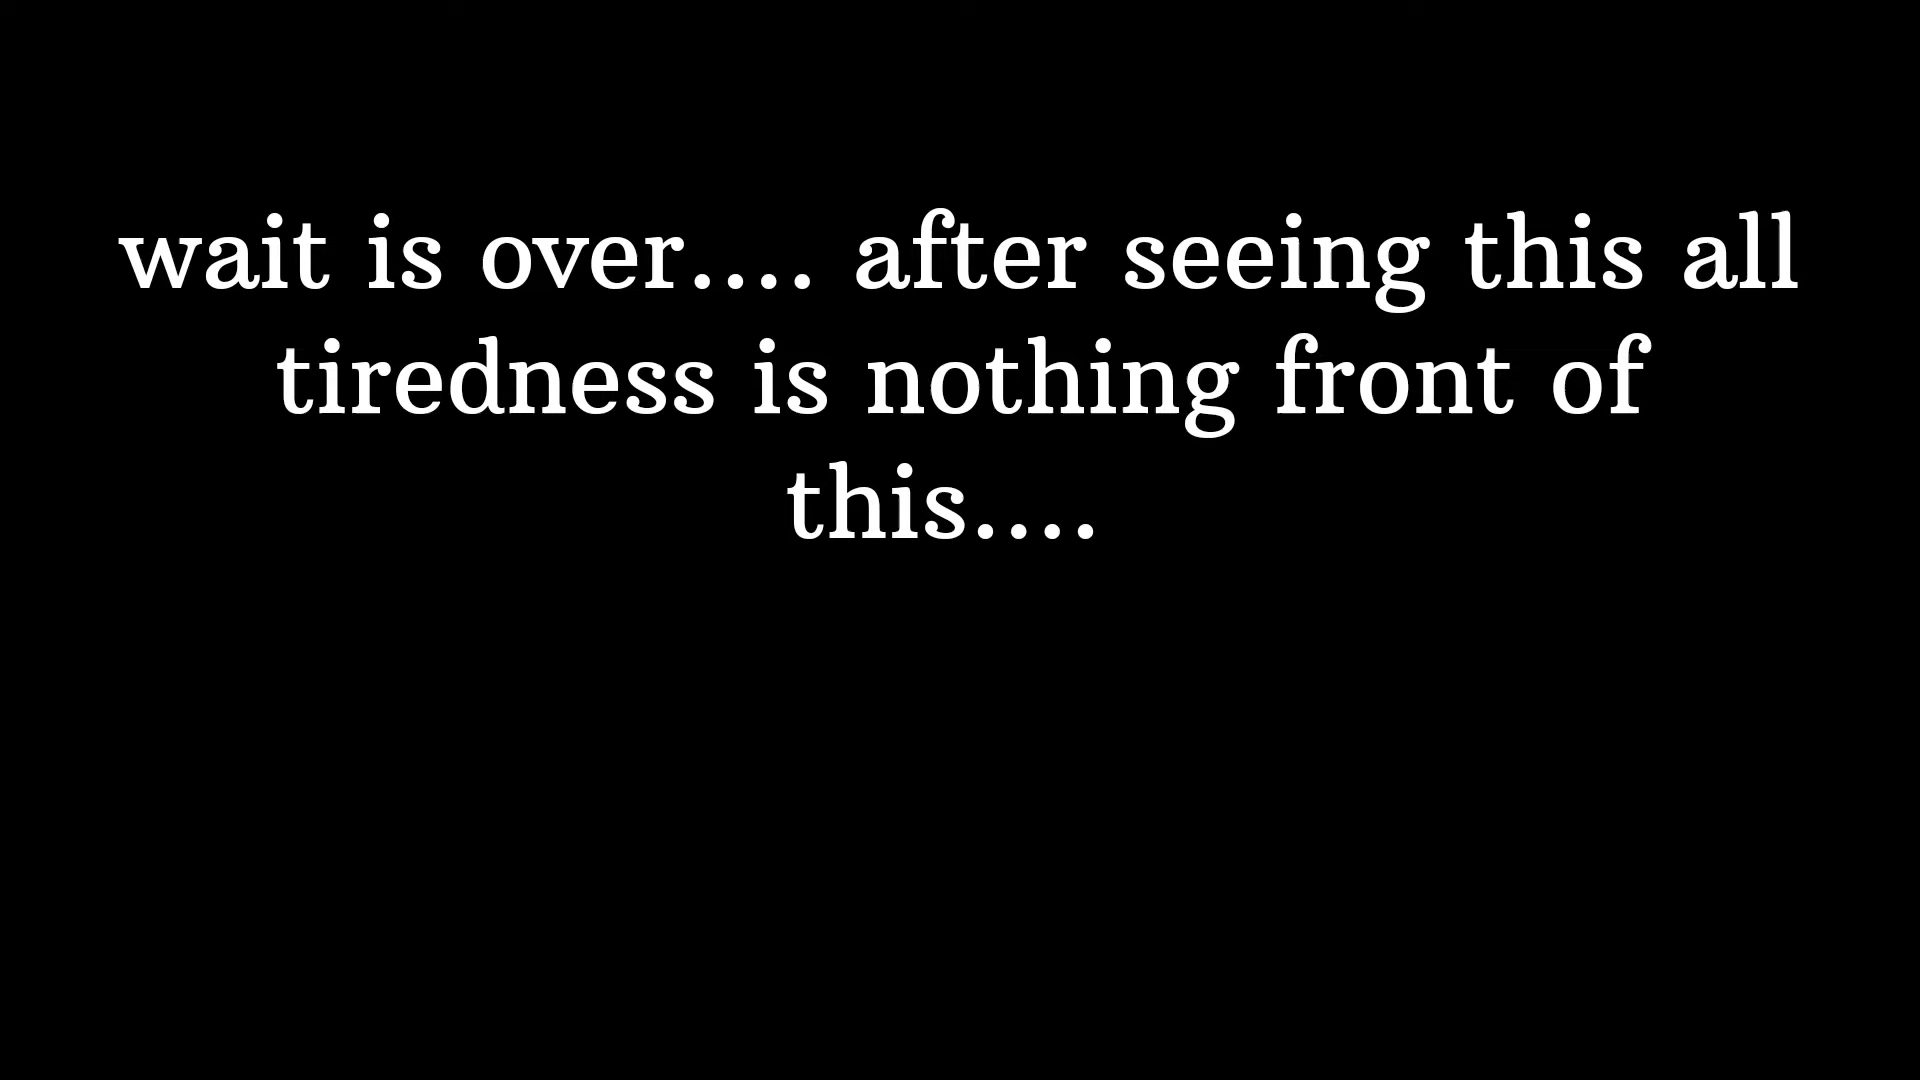 wait is over.... after seeing this all
tiredness is nothing front of
this....